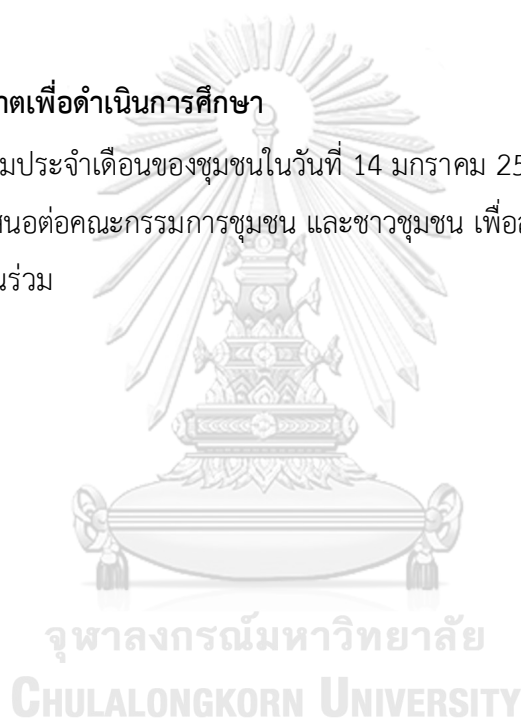 าตเพื่อดำเนินการศึกษา
มประจำเดือนของชุมชนในวันที่ 14 มกราคม 25
สนอต่อคณะกรรมการชุมชน และชาวชุมชน เพื่อ
นร่วม
จุฬาลงกรณ์มหาวิทยาลัย
CHULALONGKORN UNIVERSITY